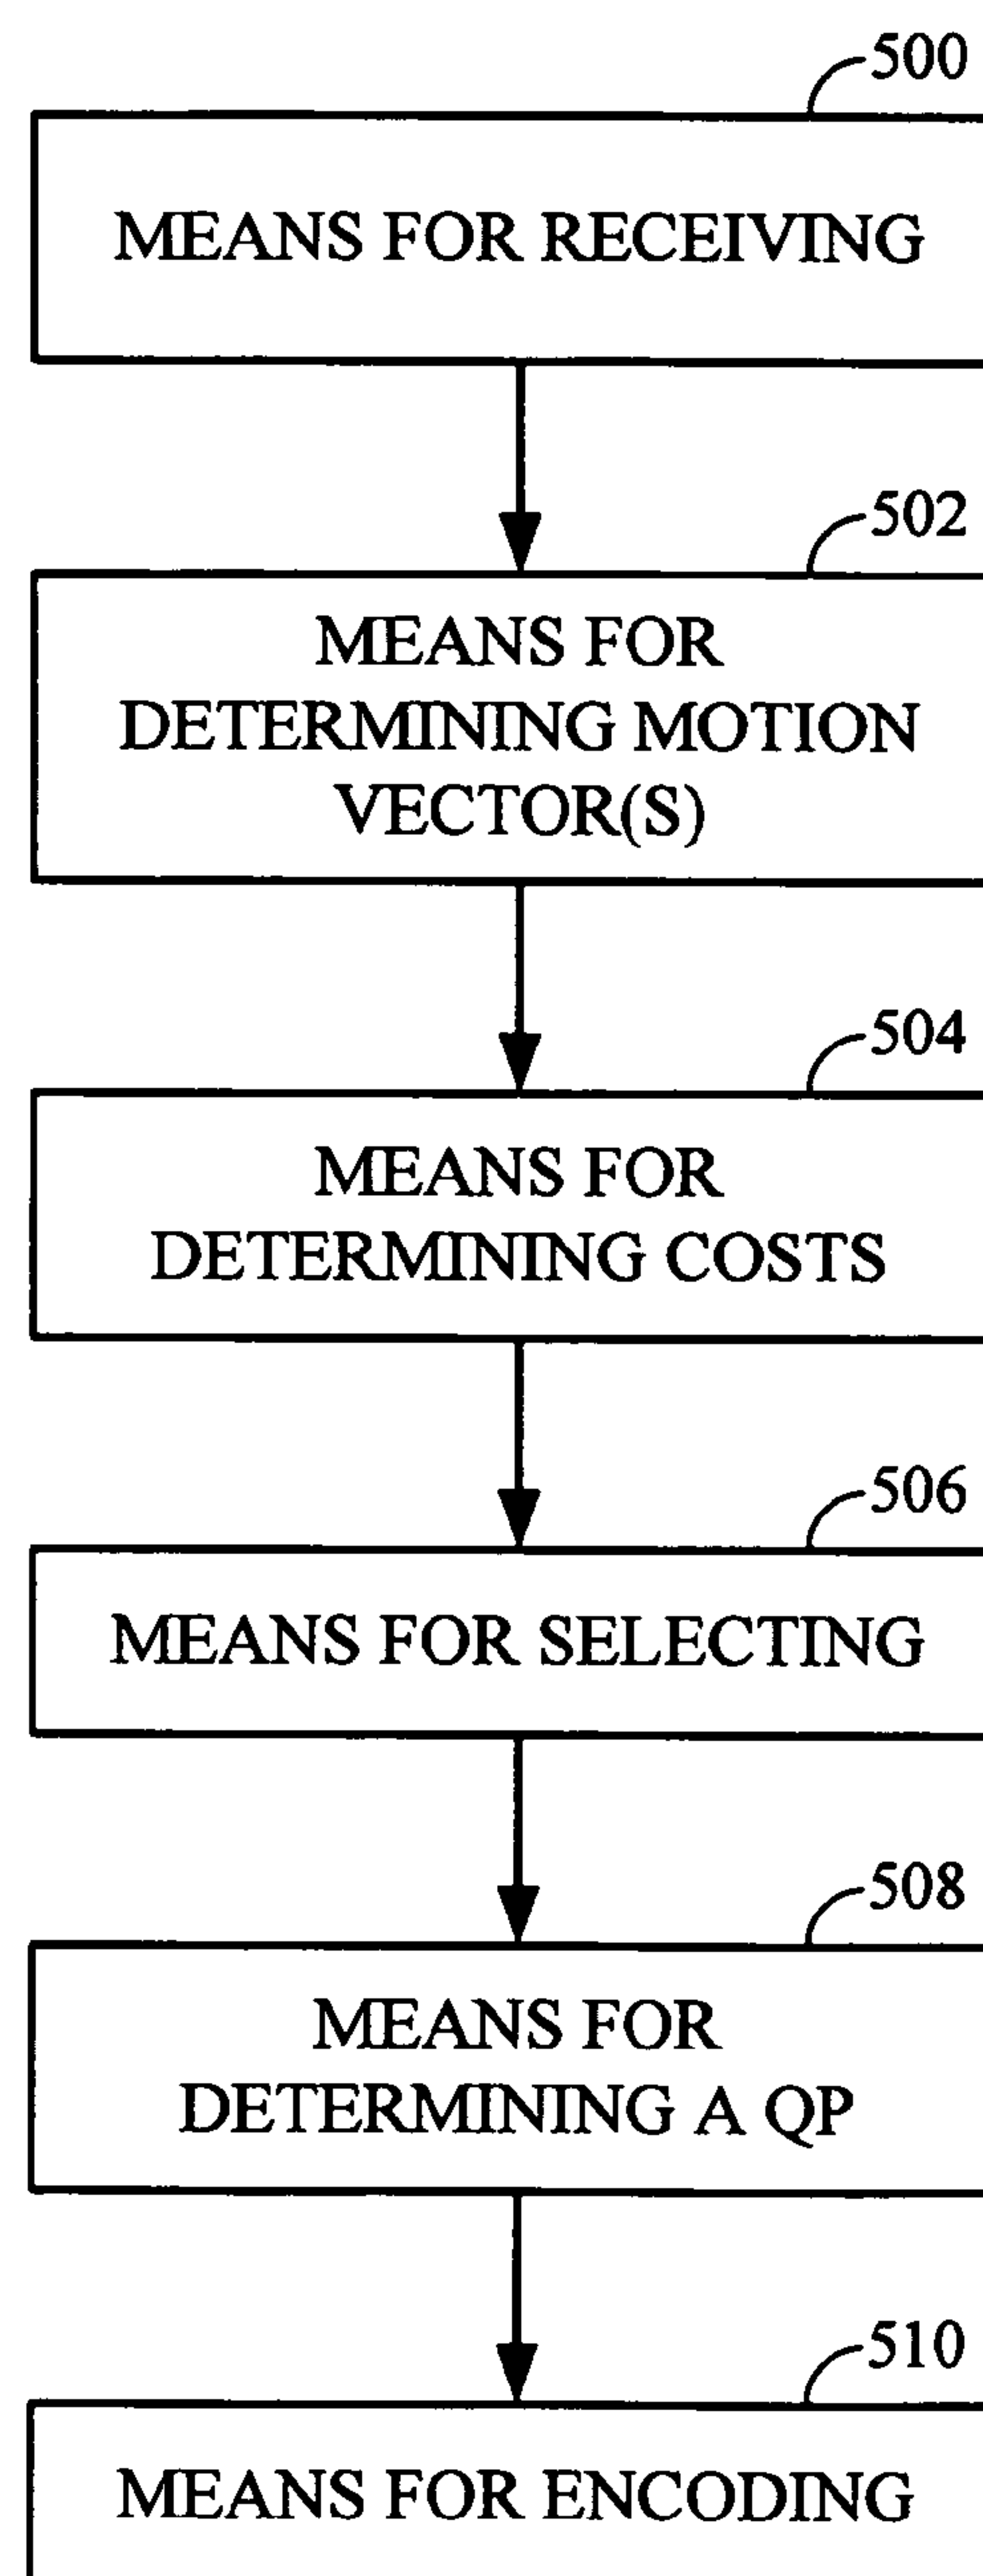 500
MEANS FOR RECEIVING
502
MEANS FOR
DETERMINING MOTION
VECTOR(S)
504
MEANS FOR
DETERMINING COSTS
506
MEANS FOR SELECTING
508
MEANS FOR
DETERMINING A QP
510
MEANS FOR ENCODING